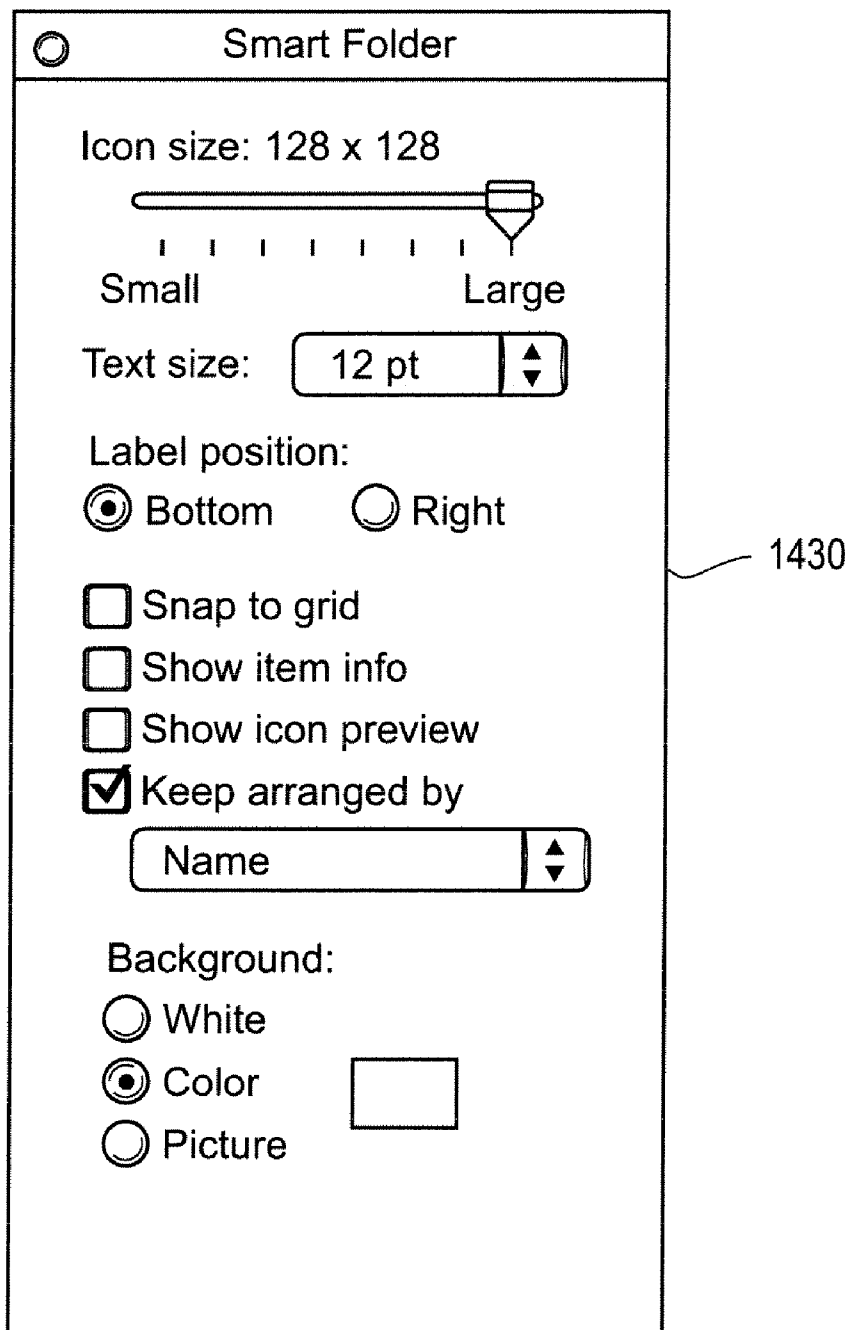 Smart Folder
Icon size: 128 x 128
Small Large
Text size: 12 pt
Label position:
Bottom Right
1430
Snap to grid
Show item info
Show icon preview
Keep arranged by
Name
Background:
White
Color
Picture